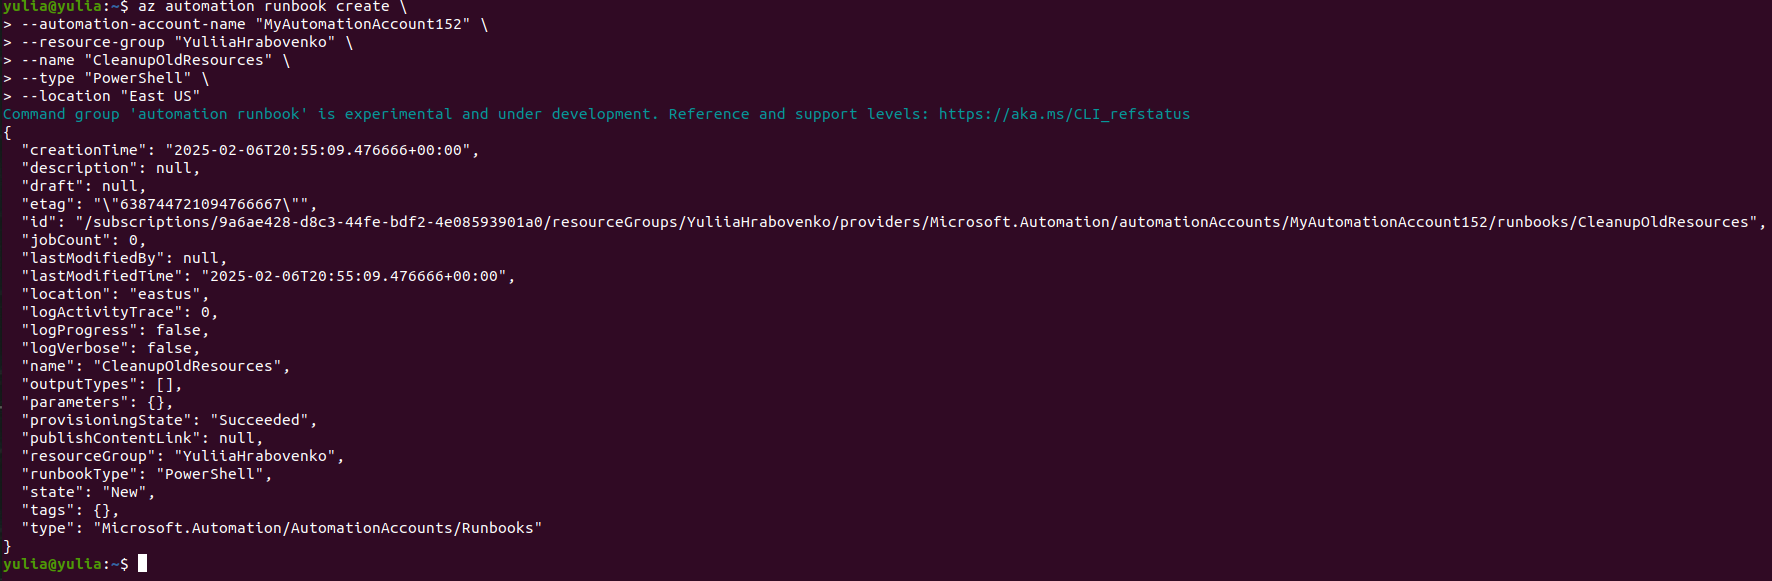 yulia@yulia:~$ az automation runbook create \
> --automation-account-name "MyAutomationAccount152" \
> --resource-group "YuliiaHrabovenko" \
> --name "CleanupOldResources" \
> --type "PowerShell" \
> --location "East US"
Command group 'automation runbook' is experimental and under development. Reference and support levels: https://aka.ms/CLI_refstatus
{
  "creationTime": "2025-02-06T20:55:09.476666+00:00",
  "description": null,
  "draft": null,
  "etag": "\"638744721094766667\"",
  "id": "/subscriptions/9a6ae428-d8c3-44fe-bdf2-4e08593901a0/resourceGroups/YuliiaHrabovenko/providers/Microsoft.Automation/automationAccounts/MyAutomationAccount152/runbooks/CleanupOldResources",
  "jobCount": 0,
  "lastModifiedBy": null,
  "lastModifiedTime": "2025-02-06T20:55:09.476666+00:00",
  "location": "eastus",
  "logActivityTrace": 0,
  "logProgress": false,
  "logVerbose": false,
  "name": "CleanupOldResources",
  "outputTypes": [],
  "parameters": {},
  "provisioningState": "Succeeded",
  "publishContentLink": null,
  "resourceGroup": "YuliiaHrabovenko",
  "runbookType": "PowerShell",
  "state": "New",
  "tags": {},
  "type": "Microsoft.Automation/AutomationAccounts/Runbooks"
}
yulia@yulia:~$